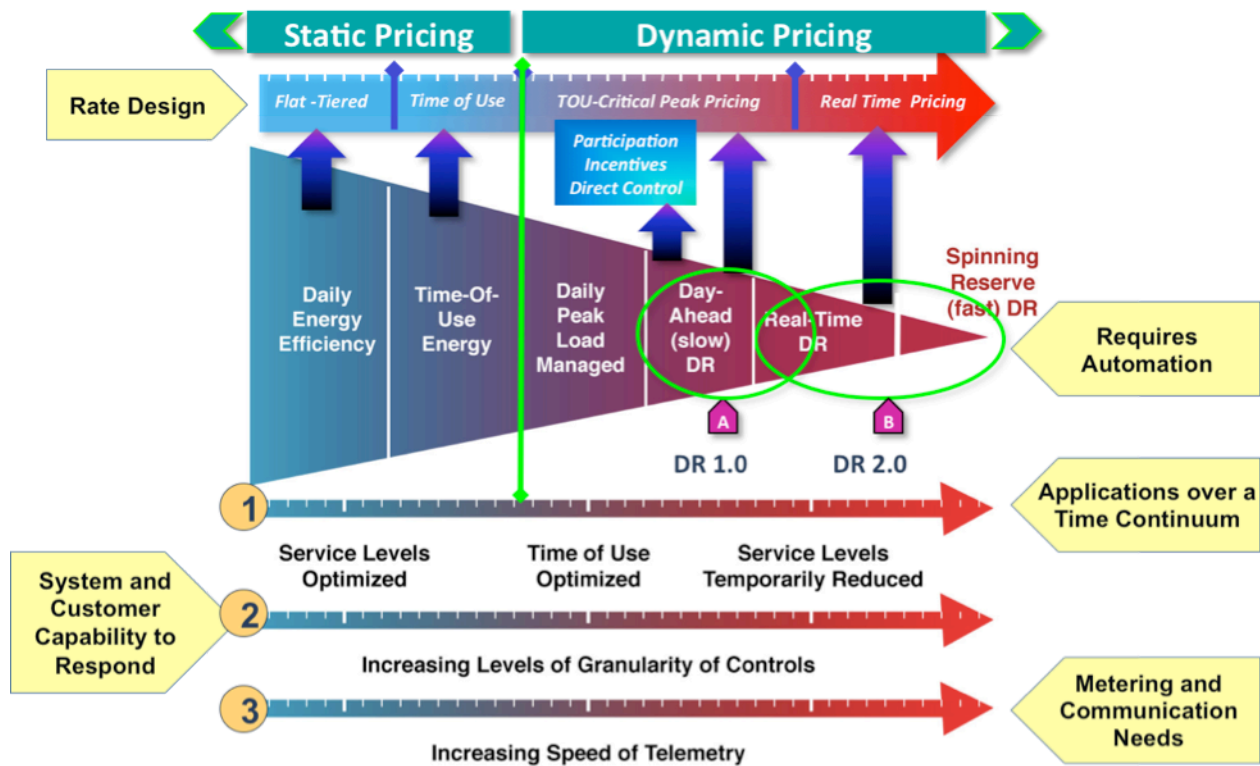 Static Pricing
Dynamic Pricing
Rate Design
Flat -Tiered
Time of Use
TOU-Critical Peak Pricing
Real Time Pricing
Participation
Incentives
Direct Control
Daily
Energy
Efficiency
Time-Of-
Use
Energy
Daily
Peak
Load
Managed
Day-
Ahead
(slow)
DR
Real-Time
DR
Spinning
Reserve
(fast) DR
Requires
Automation
A
B
DR 1.0
DR 2.0
1
Applications over a
Time Continuum
Service Levels
Optimized
Time of Use
Optimized
Service Levels
Temporarily Reduced
System and
Customer
Capability to
Respond
2
Increasing Levels of Granularity of Controls
3
Metering and
Communication
Needs
Increasing Speed of Telemetry